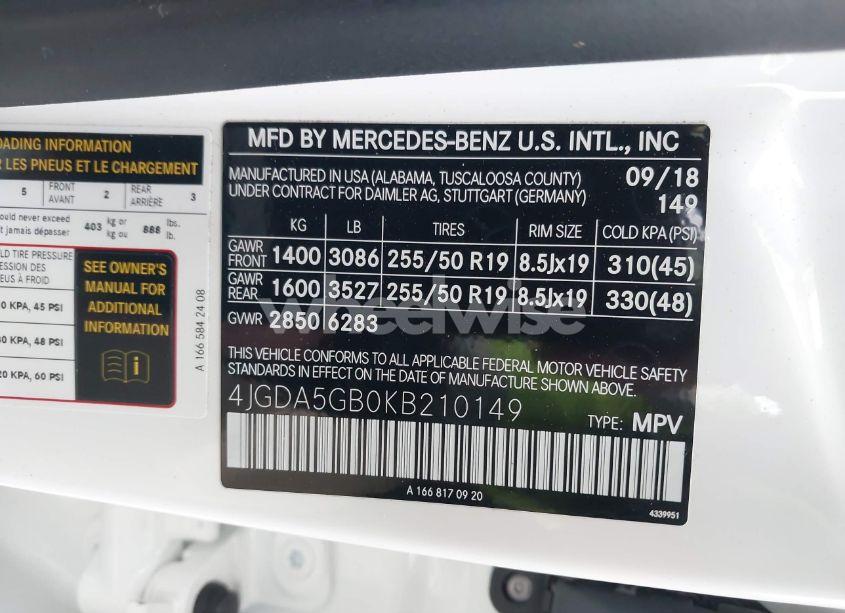 OADING INFORMATION
R LES PNEUS ET LE CHARGEMENT
5 FRONT AVANT 2 REAR ARRIÈRE 3
ould never exceed kg or lbs.
it jamais dépasser 403 kg ou 888 lb.
LD TIRE PRESSURE
ESSION DES
EUS À FROID
0 KPA, 45 PSI
30 KPA, 48 PSI
20 KPA, 60 PSI
SEE OWNER'S
MANUAL FOR
ADDITIONAL
INFORMATION
A 166 584 24 08
MFD BY MERCEDES-BENZ U.S. INTL., INC
MANUFACTURED IN USA (ALABAMA, TUSCALOOSA COUNTY) 09/18
UNDER CONTRACT FOR DAIMLER AG, STUTTGART (GERMANY) 149
KG LB TIRES RIM SIZE COLD KPA (PSI)
GAWR FRONT 1400 3086 255/50 R19 8.5Jx19 310(45)
GAWR REAR 1600 3527 255/50 R19 8.5Jx19 330(48)
GVWR 2850 6283
wheelwise
THIS VEHICLE CONFORMS TO ALL APPLICABLE FEDERAL MOTOR VEHICLE SAFETY
STANDARDS IN EFFECT ON THE DATE OF MANUFACTURE SHOWN ABOVE.
4JGDA5GB0KB210149 TYPE: MPV
A 166 817 09 20
4339951